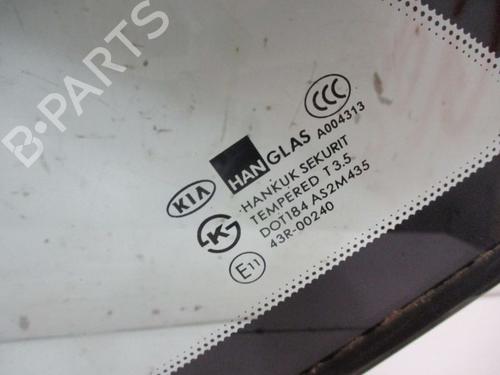 B-PARTS
CCC
A004313
HANGLAS
KIA
HANKUK SEKURIT
TEMPERED T 3.5
DOT184 AS2M435
43R-00240
K
E11